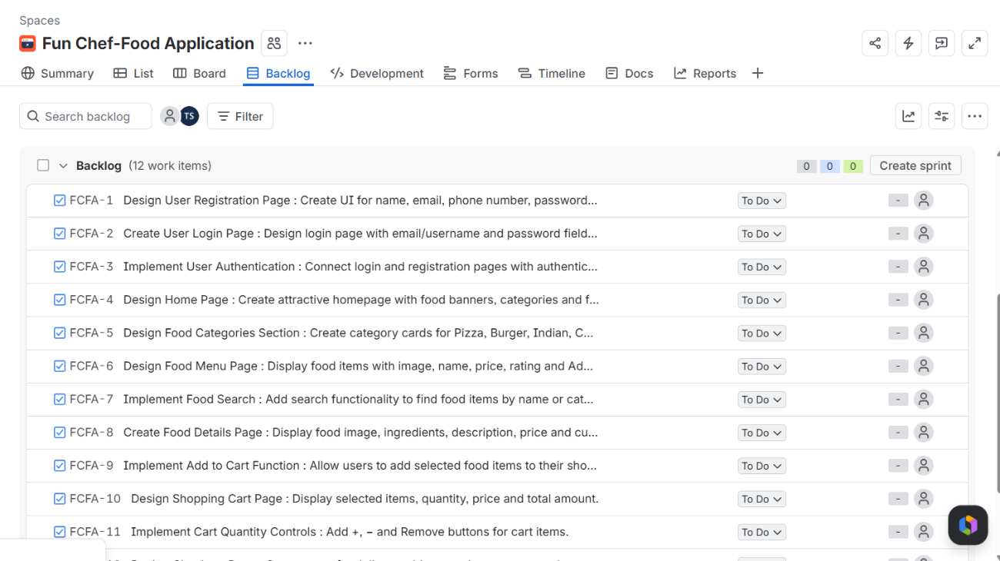 Spaces
Fun Chef-Food Application
Summary List Board Backlog Development Forms Timeline Docs Reports
Search backlog TS Filter
Backlog (12 work items) 0 0 0 Create sprint
FCFA-1 Design User Registration Page : Create UI for name, email, phone number, password... To Do -
FCFA-2 Create User Login Page : Design login page with email/username and password field... To Do -
FCFA-3 Implement User Authentication : Connect login and registration pages with authentic... To Do -
FCFA-4 Design Home Page : Create attractive homepage with food banners, categories and f... To Do -
FCFA-5 Design Food Categories Section : Create category cards for Pizza, Burger, Indian, C... To Do -
FCFA-6 Design Food Menu Page : Display food items with image, name, price, rating and Ad... To Do -
FCFA-7 Implement Food Search : Add search functionality to find food items by name or cat... To Do -
FCFA-8 Create Food Details Page : Display food image, ingredients, description, price and cu... To Do -
FCFA-9 Implement Add to Cart Function : Allow users to add selected food items to their sho... To Do -
FCFA-10 Design Shopping Cart Page : Display selected items, quantity, price and total amount. To Do -
FCFA-11 Implement Cart Quantity Controls : Add +, − and Remove buttons for cart items. To Do -